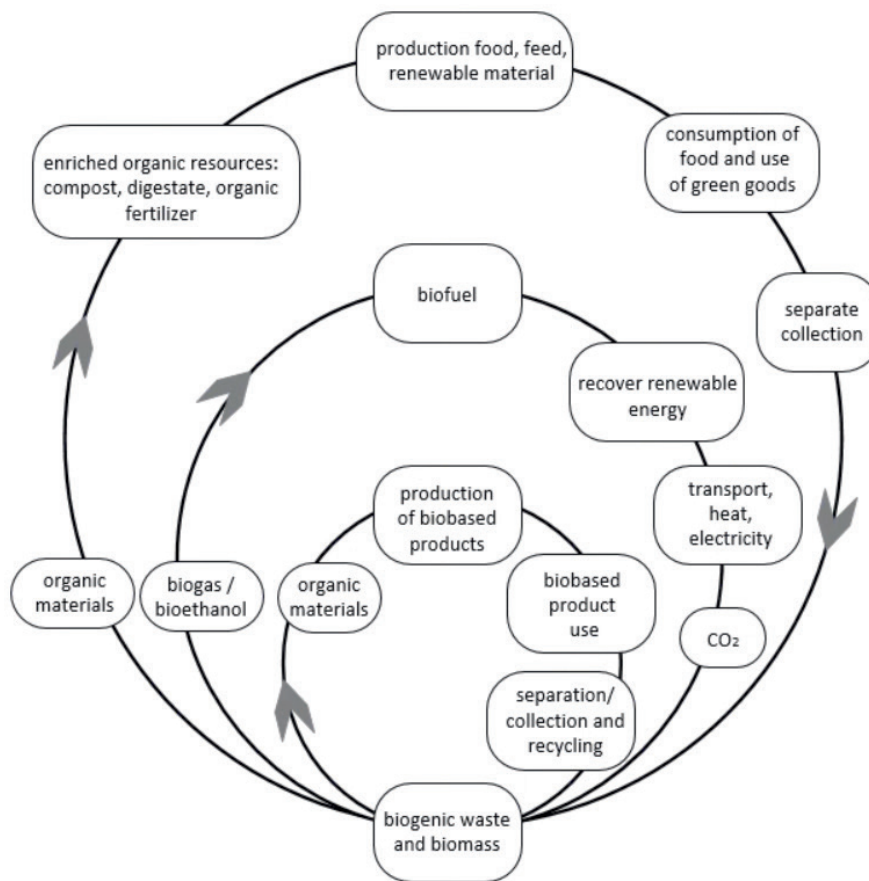 production food, feed,
renewable material
consumption of
food and use
of green goods
enriched organic resources:
compost, digestate, organic
fertilizer
biofuel
separate
collection
recover renewable
energy
production
of biobased
products
transport,
heat,
electricity
organic
materials
biogas /
bioethanol
organic
materials
biobased
product
use
CO₂
separation/
collection and
recycling
biogenic waste
and biomass